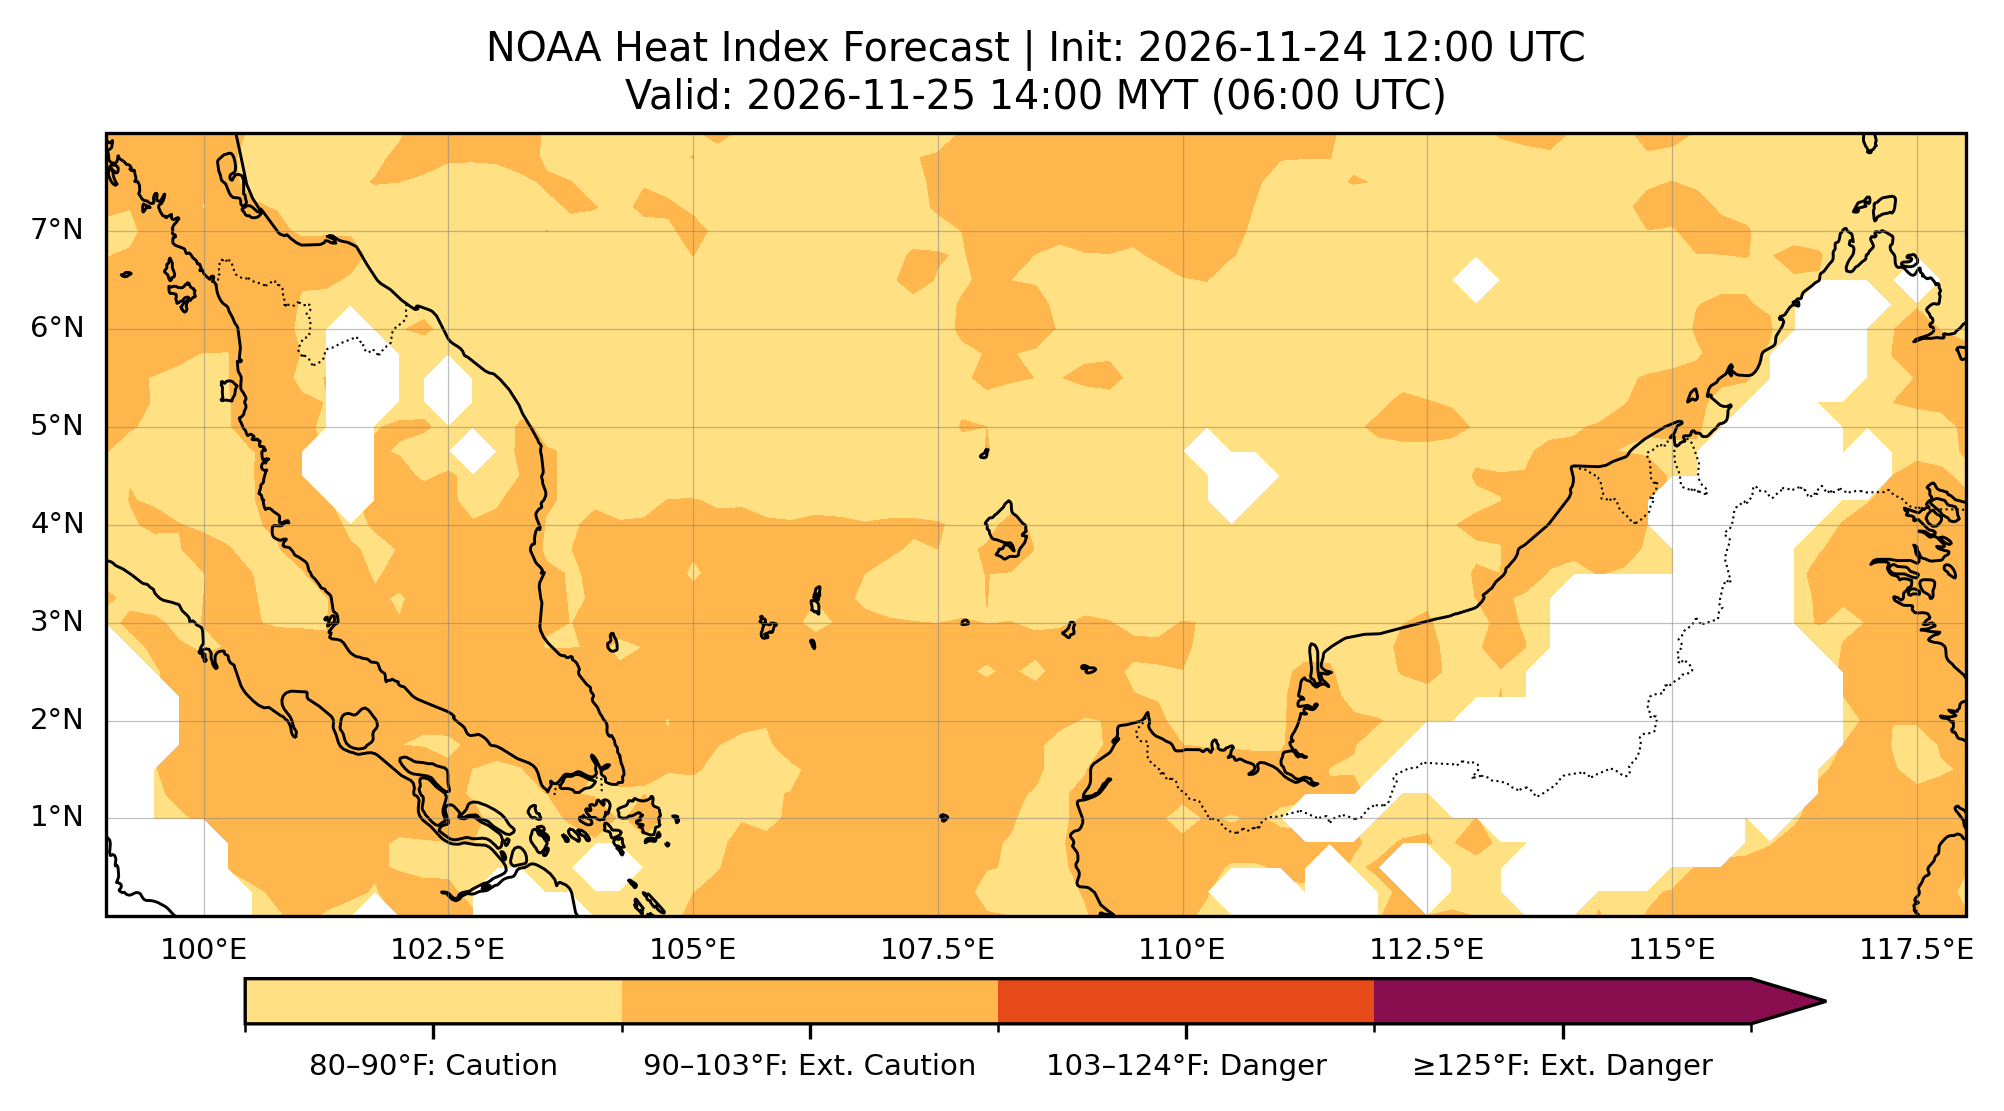 NOAA Heat Index Forecast | Init: 2026-11-24 12:00 UTC
Valid: 2026-11-25 14:00 MYT (06:00 UTC)
7°N
6°N
5°N
4°N
3°N
2°N
1°N
100°E 102.5°E 105°E 107.5°E 110°E 112.5°E 115°E 117.5°E
80–90°F: Caution 90–103°F: Ext. Caution 103–124°F: Danger ≥125°F: Ext. Danger